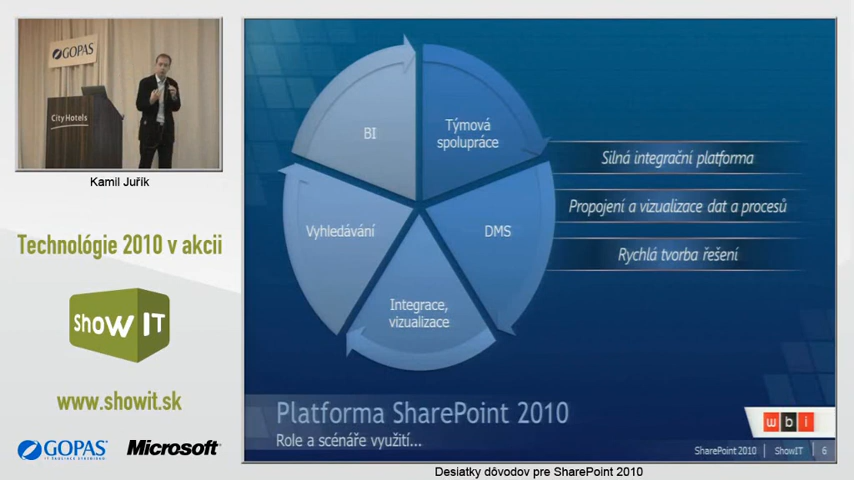 GOPAS
CityHotels
Kamil Juřík
Technológie 2010 v akcii
Show IT
www.showit.sk
GOPAS
Microsoft
BI
Týmová
spolupráce
Vyhledávání
DMS
Integrace,
vizualizace
Silná integrační platforma
Propojení a vizualizace dat a procesů
Rychlá tvorba řešení
Platforma SharePoint 2010
Role a scénáře využití...
wbi
SharePoint 2010 | ShowIT | 6
Desiatky dôvodov pre SharePoint 2010